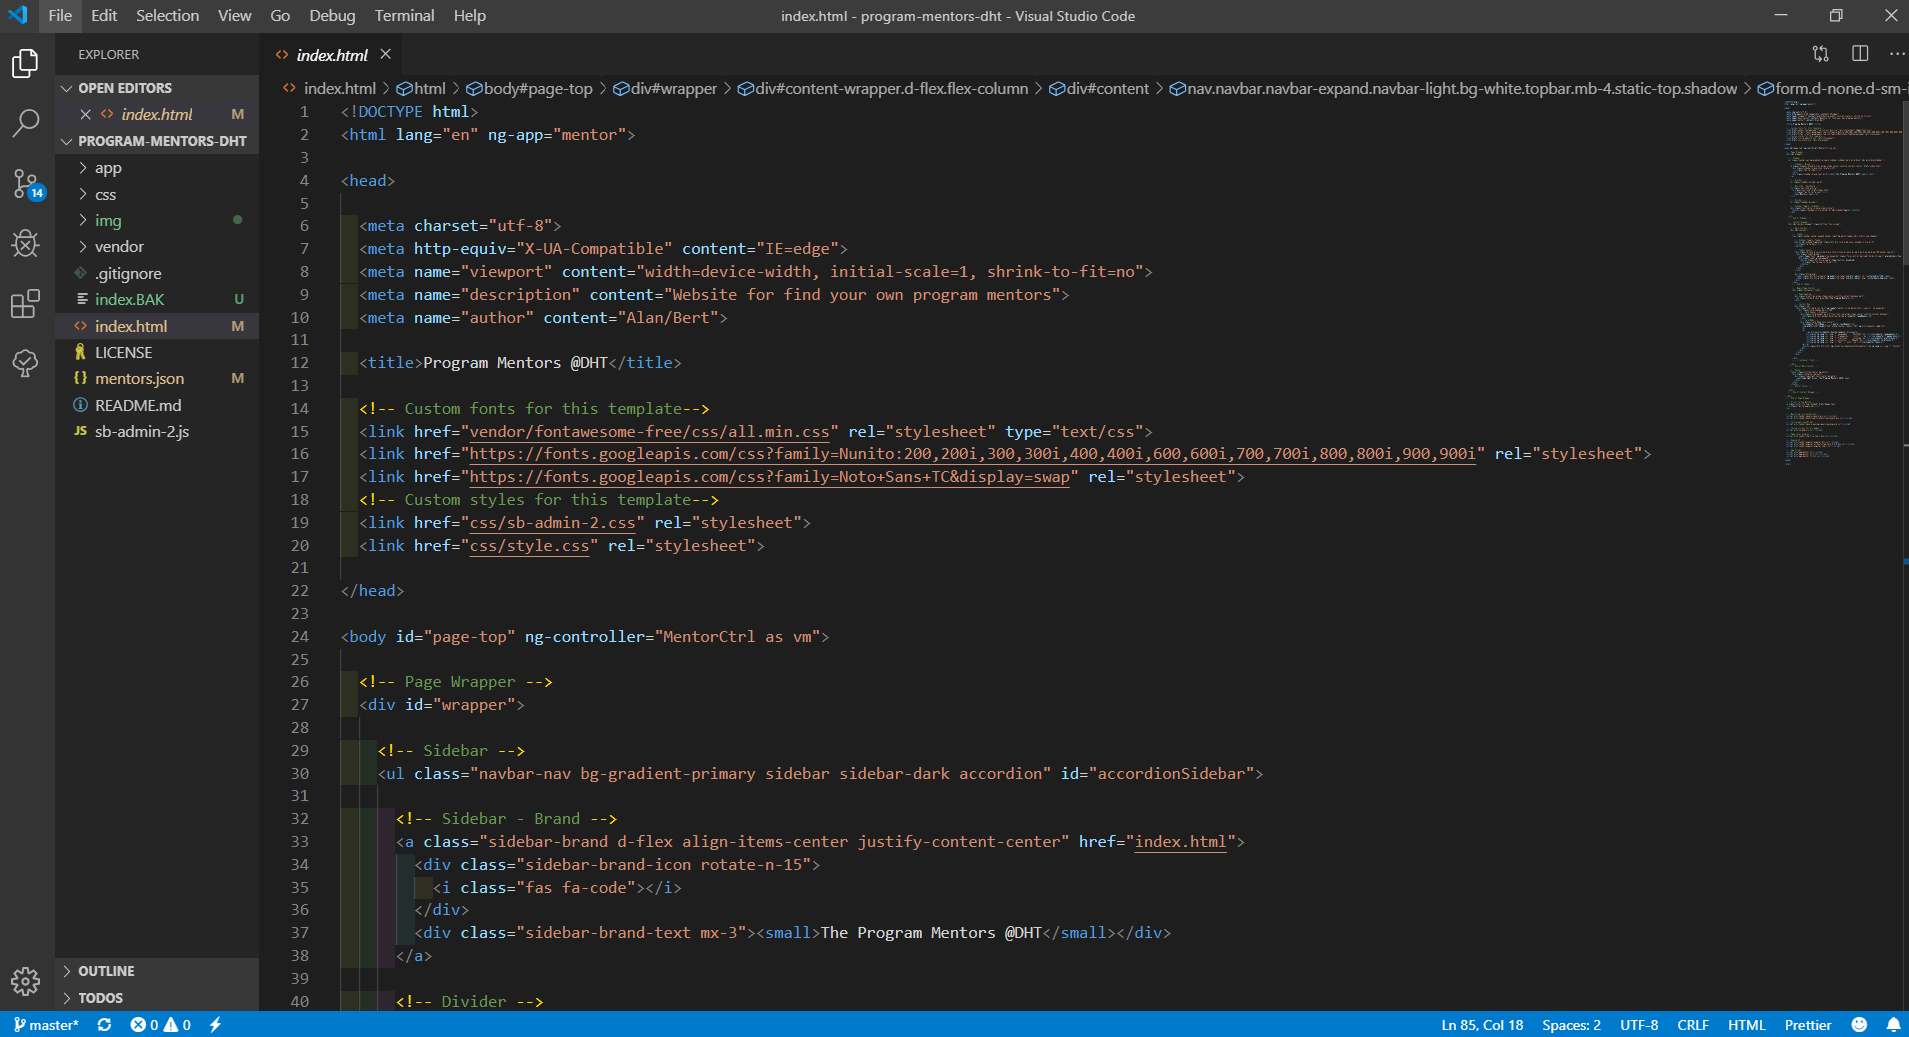 File Edit Selection View Go Debug Terminal Help
index.html - program-mentors-dht - Visual Studio Code
EXPLORER
OPEN EDITORS
index.html M
PROGRAM-MENTORS-DHT
app
css
img
vendor
.gitignore
index.BAK U
index.html M
LICENSE
mentors.json M
README.md
JS sb-admin-2.js
OUTLINE
TODOS
14
index.html
index.html > html > body#page-top > div#wrapper > div#content-wrapper.d-flex.flex-column > div#content > nav.navbar.navbar-expand.navbar-light.bg-white.topbar.mb-4.static-top.shadow > form.d-none.d-sm-i
1 <!DOCTYPE html>
2 <html lang="en" ng-app="mentor">
3
4 <head>
5
6 <meta charset="utf-8">
7 <meta http-equiv="X-UA-Compatible" content="IE=edge">
8 <meta name="viewport" content="width=device-width, initial-scale=1, shrink-to-fit=no">
9 <meta name="description" content="Website for find your own program mentors">
10 <meta name="author" content="Alan/Bert">
11
12 <title>Program Mentors @DHT</title>
13
14 <!-- Custom fonts for this template-->
15 <link href="vendor/fontawesome-free/css/all.min.css" rel="stylesheet" type="text/css">
16 <link href="https://fonts.googleapis.com/css?family=Nunito:200,200i,300,300i,400,400i,600,600i,700,700i,800,800i,900,900i" rel="stylesheet">
17 <link href="https://fonts.googleapis.com/css?family=Noto+Sans+TC&display=swap" rel="stylesheet">
18 <!-- Custom styles for this template-->
19 <link href="css/sb-admin-2.css" rel="stylesheet">
20 <link href="css/style.css" rel="stylesheet">
21
22 </head>
23
24 <body id="page-top" ng-controller="MentorCtrl as vm">
25
26 <!-- Page Wrapper -->
27 <div id="wrapper">
28
29 <!-- Sidebar -->
30 <ul class="navbar-nav bg-gradient-primary sidebar sidebar-dark accordion" id="accordionSidebar">
31
32 <!-- Sidebar - Brand -->
33 <a class="sidebar-brand d-flex align-items-center justify-content-center" href="index.html">
34 <div class="sidebar-brand-icon rotate-n-15">
35 <i class="fas fa-code"></i>
36 </div>
37 <div class="sidebar-brand-text mx-3"><small>The Program Mentors @DHT</small></div>
38 </a>
39
40 <!-- Divider -->
master* 0 0 Ln 85, Col 18 Spaces: 2 UTF-8 CRLF HTML Prettier